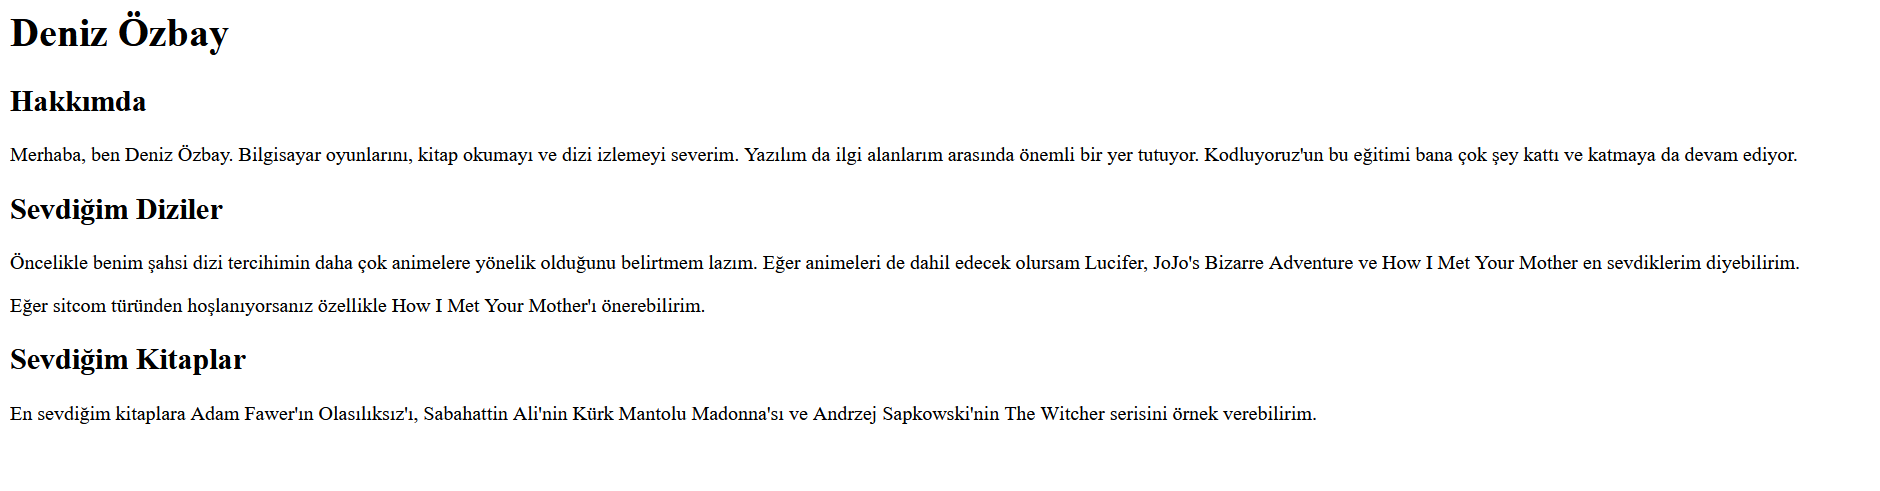 Deniz Özbay
Hakkımda
Merhaba, ben Deniz Özbay. Bilgisayar oyunlarını, kitap okumayı ve dizi izlemeyi severim. Yazılım da ilgi alanlarım arasında önemli bir yer tutuyor. Kodluyoruz'un bu eğitimi bana çok şey kattı ve katmaya da devam ediyor.
Sevdiğim Diziler
Öncelikle benim şahsi dizi tercihimin daha çok animelere yönelik olduğunu belirtmem lazım. Eğer animeleri de dahil edecek olursam Lucifer, JoJo's Bizarre Adventure ve How I Met Your Mother en sevdiklerim diyebilirim.
Eğer sitcom türünden hoşlanıyorsanız özellikle How I Met Your Mother'ı önerebilirim.
Sevdiğim Kitaplar
En sevdiğim kitaplara Adam Fawer'ın Olasılıksız'ı, Sabahattin Ali'nin Kürk Mantolu Madonna'sı ve Andrzej Sapkowski'nin The Witcher serisini örnek verebilirim.